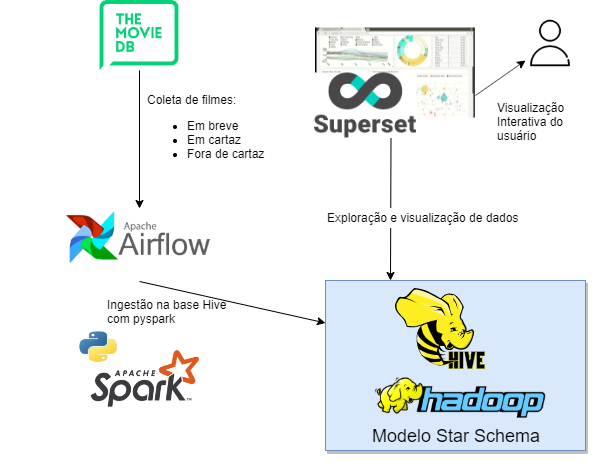 THE
MOVIE
DB
Coleta de filmes:
Em breve
Em cartaz
Fora de cartaz
Superset
Visualização
Interativa do
usuário
Exploração e visualização de dados
Apache
Airflow
Ingestão na base Hive
com pyspark
APACHE
Spark
HIVE
hadoop
Modelo Star Schema